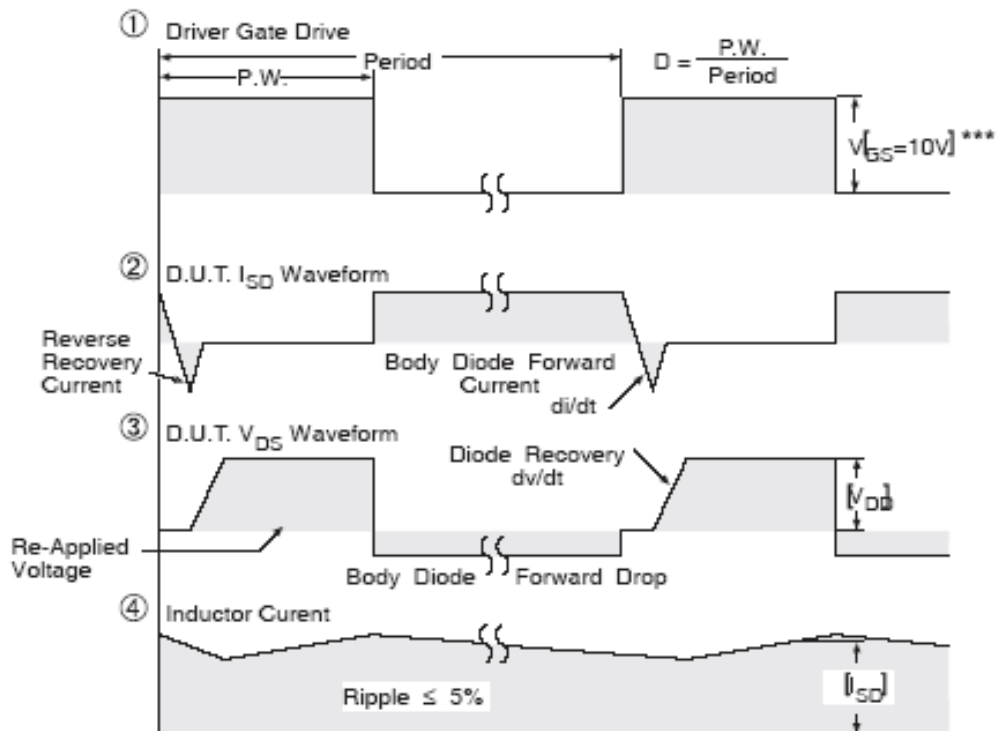 ① Driver Gate Drive
P.W.
Period
D = P.W.
Period
V[GS=10V] ***
② D.U.T. ISD Waveform
Reverse
Recovery
Current
Body Diode Forward
Current
di/dt
③ D.U.T. VDS Waveform
Diode Recovery
dv/dt
[VDD]
Re-Applied
Voltage
Body Diode Forward Drop
④ Inductor Curent
Ripple ≤ 5%
[ISD]